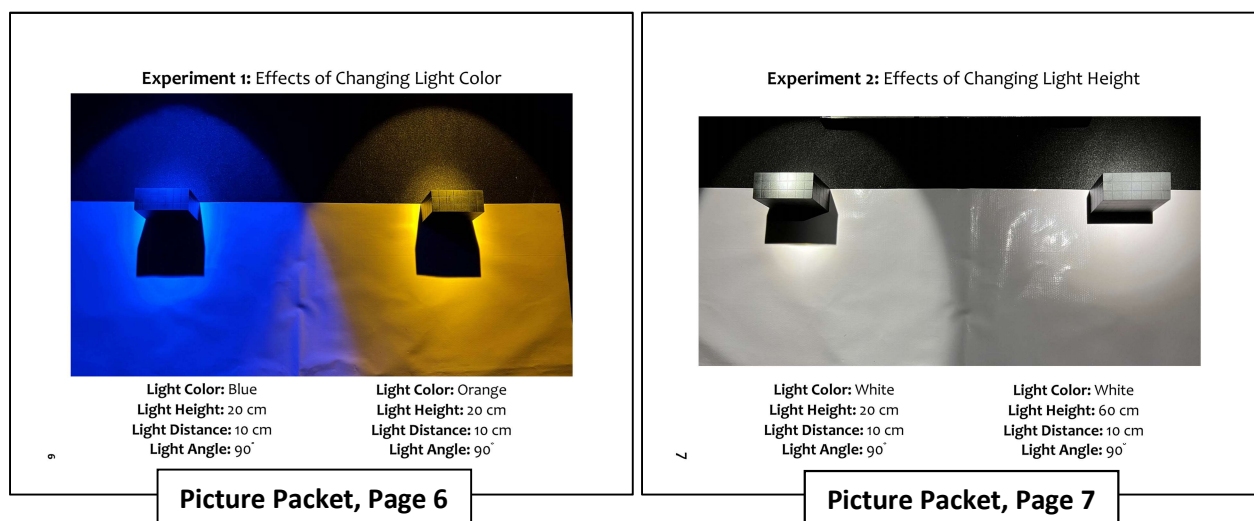 Experiment 1: Effects of Changing Light Color
Light Color: Blue
Light Height: 20 cm
Light Distance: 10 cm
Light Angle: 90°
Light Color: Orange
Light Height: 20 cm
Light Distance: 10 cm
Light Angle: 90°
6
Picture Packet, Page 6
Experiment 2: Effects of Changing Light Height
Light Color: White
Light Height: 20 cm
Light Distance: 10 cm
Light Angle: 90°
Light Color: White
Light Height: 60 cm
Light Distance: 10 cm
Light Angle: 90°
7
Picture Packet, Page 7